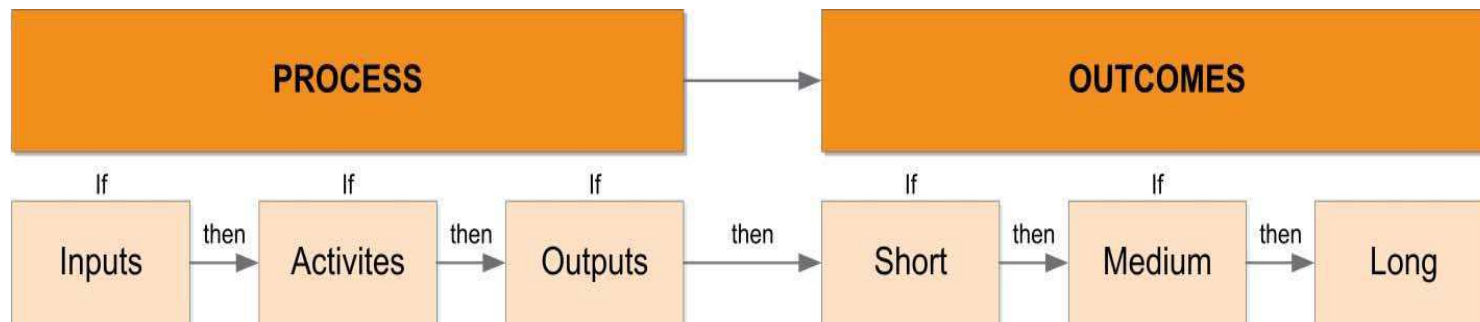 PROCESS
OUTCOMES
If
If
If
If
If
Inputs
then
Activites
then
Outputs
then
Short
then
Medium
then
Long